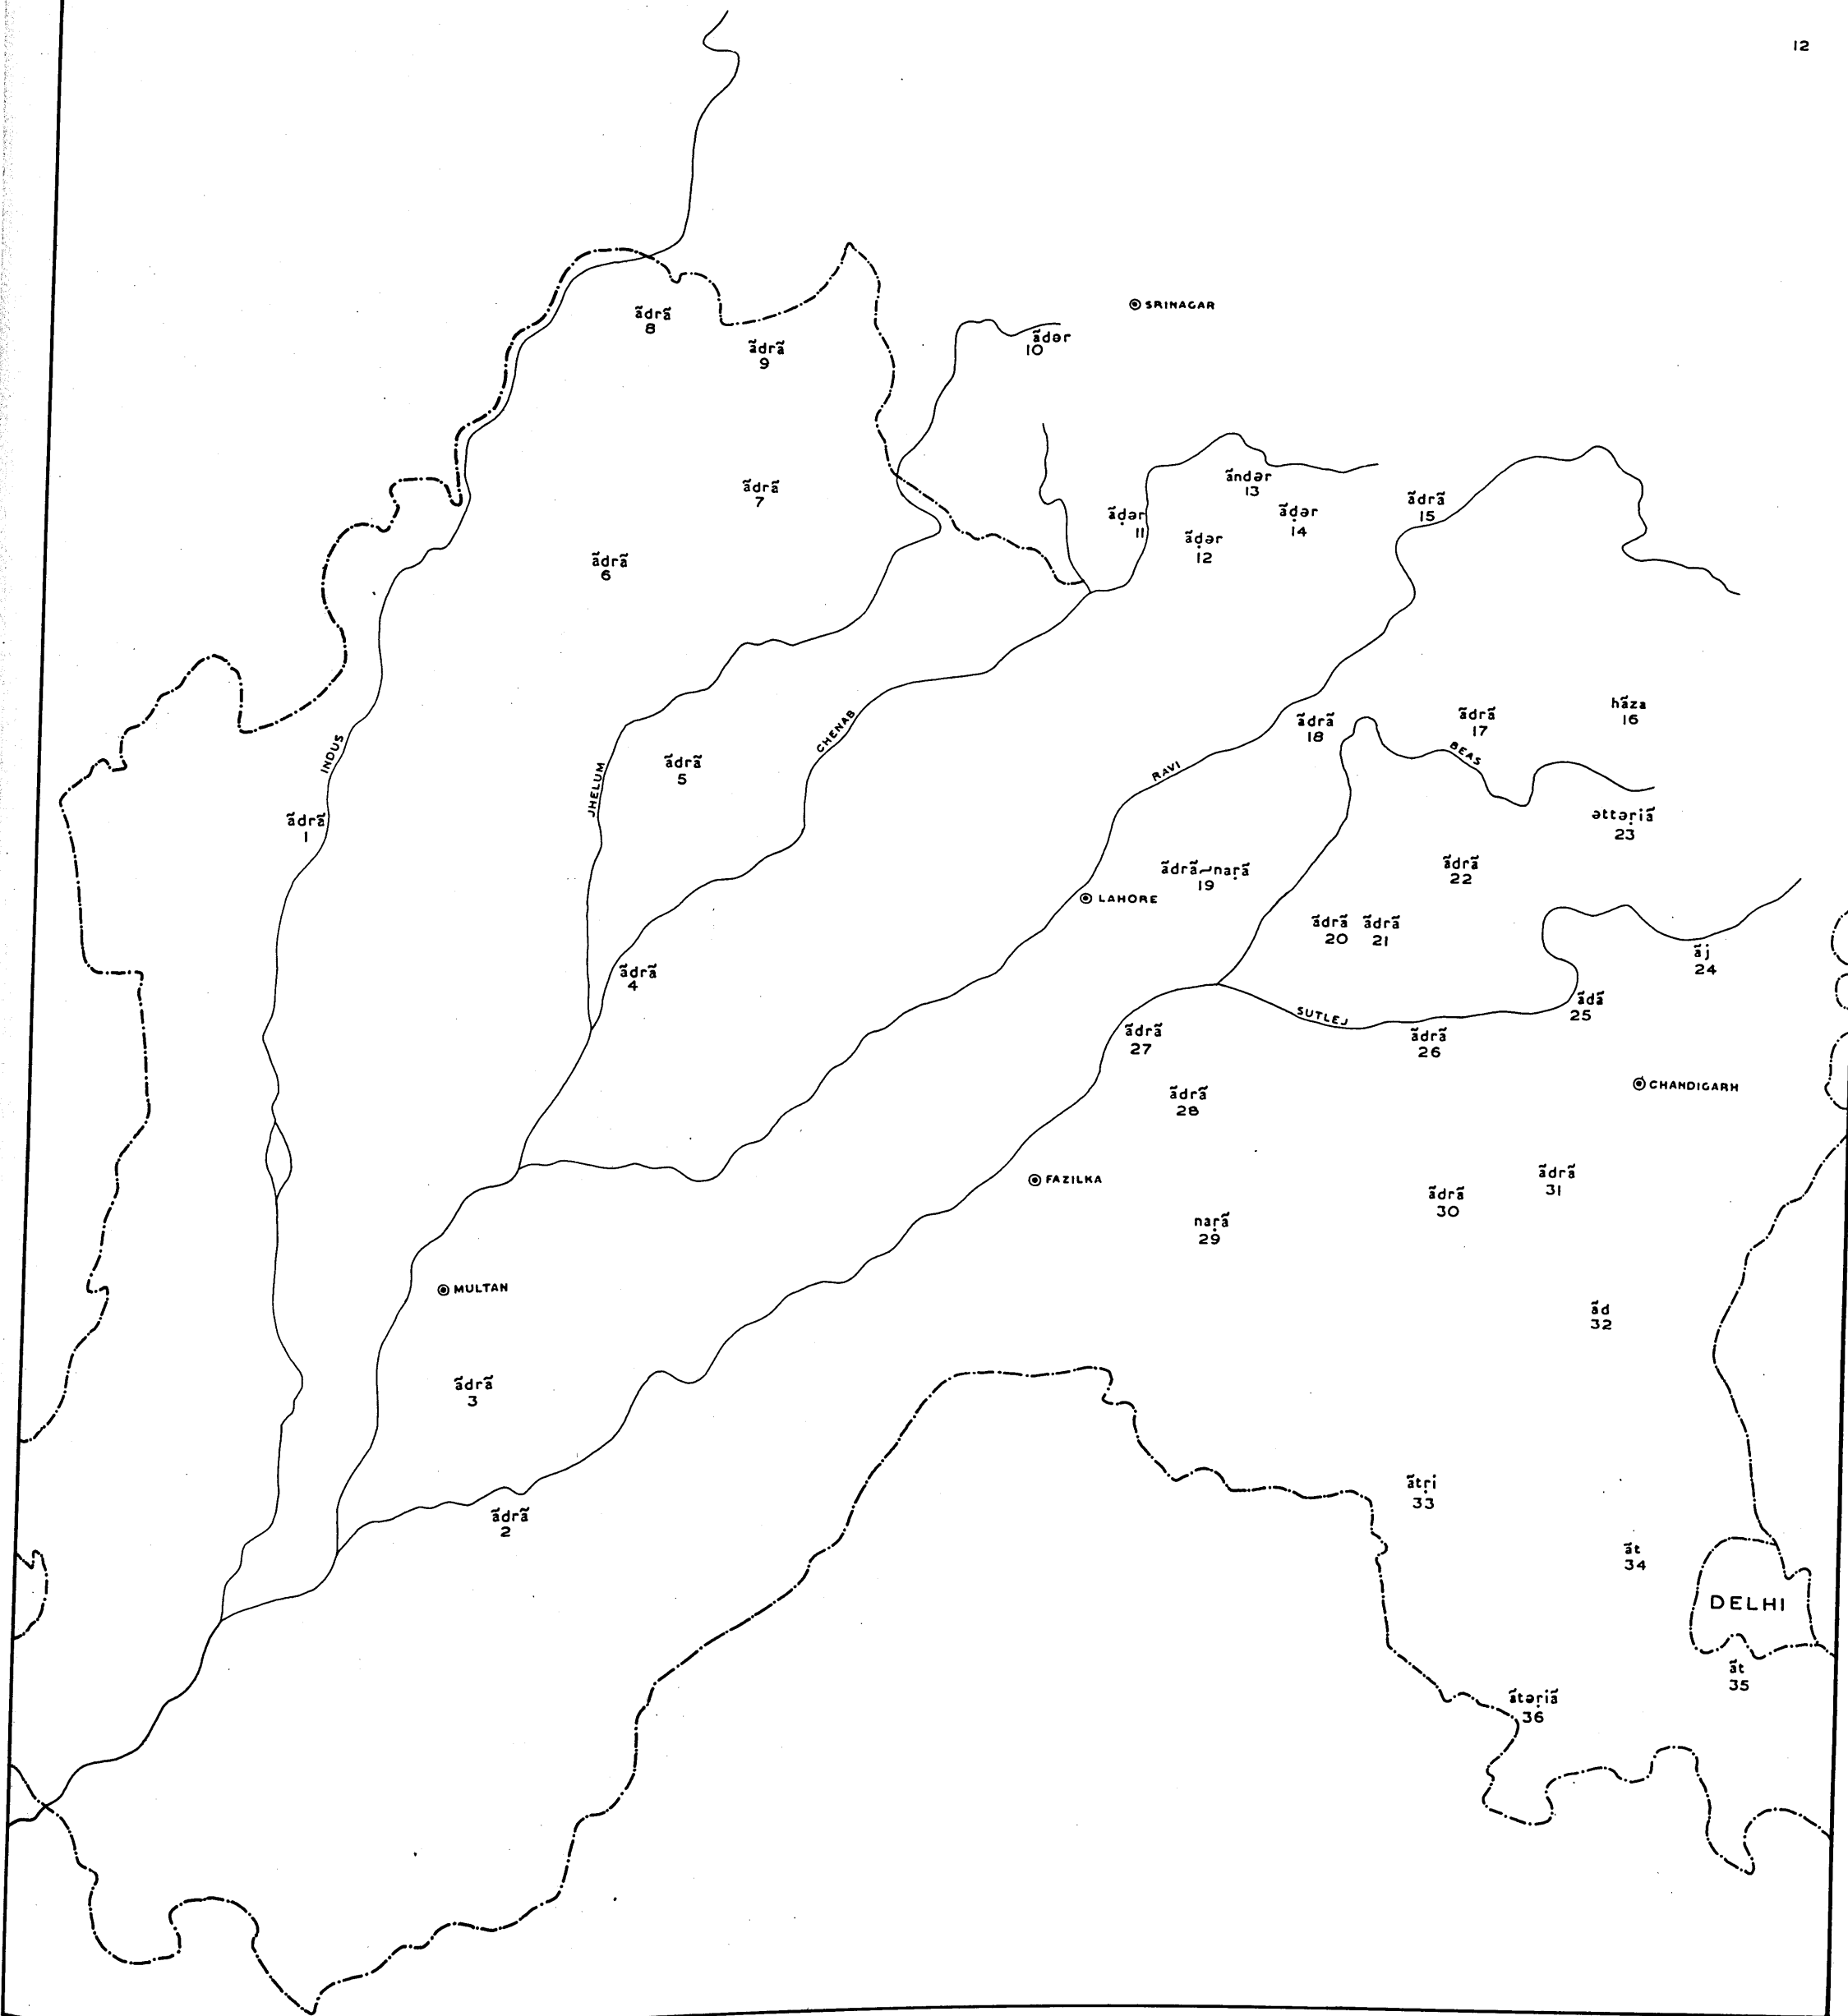 12
SRINAGAR
ãdrã
8
ãdrã
9
ãdər
10
ãdrã
7
ãndər
13
ãdrã
15
ãḍər
11
ãḍər
14
ãḍər
12
ãdrã
6
hãza
16
ãdrã
17
ãdrã
18
INDUS
JHELUM
CHENAB
RAVI
BEAS
ãdrã
5
ãdrã
1
əttəṛiã
23
ãdrã
22
ãdrã~naṛã
19
LAHORE
ãdrã
20
ãdrã
21
ãj
24
ãdrã
4
ãdã
25
SUTLEJ
ãdrã
27
ãdrã
26
CHANDIGARH
ãdrã
28
FAZILKA
ãdrã
31
ãdrã
30
naṛã
29
MULTAN
ãd
32
ãdrã
3
ãtṛi
33
ãdrã
2
ãt
34
DELHI
ãt
35
ãtəṛiã
36